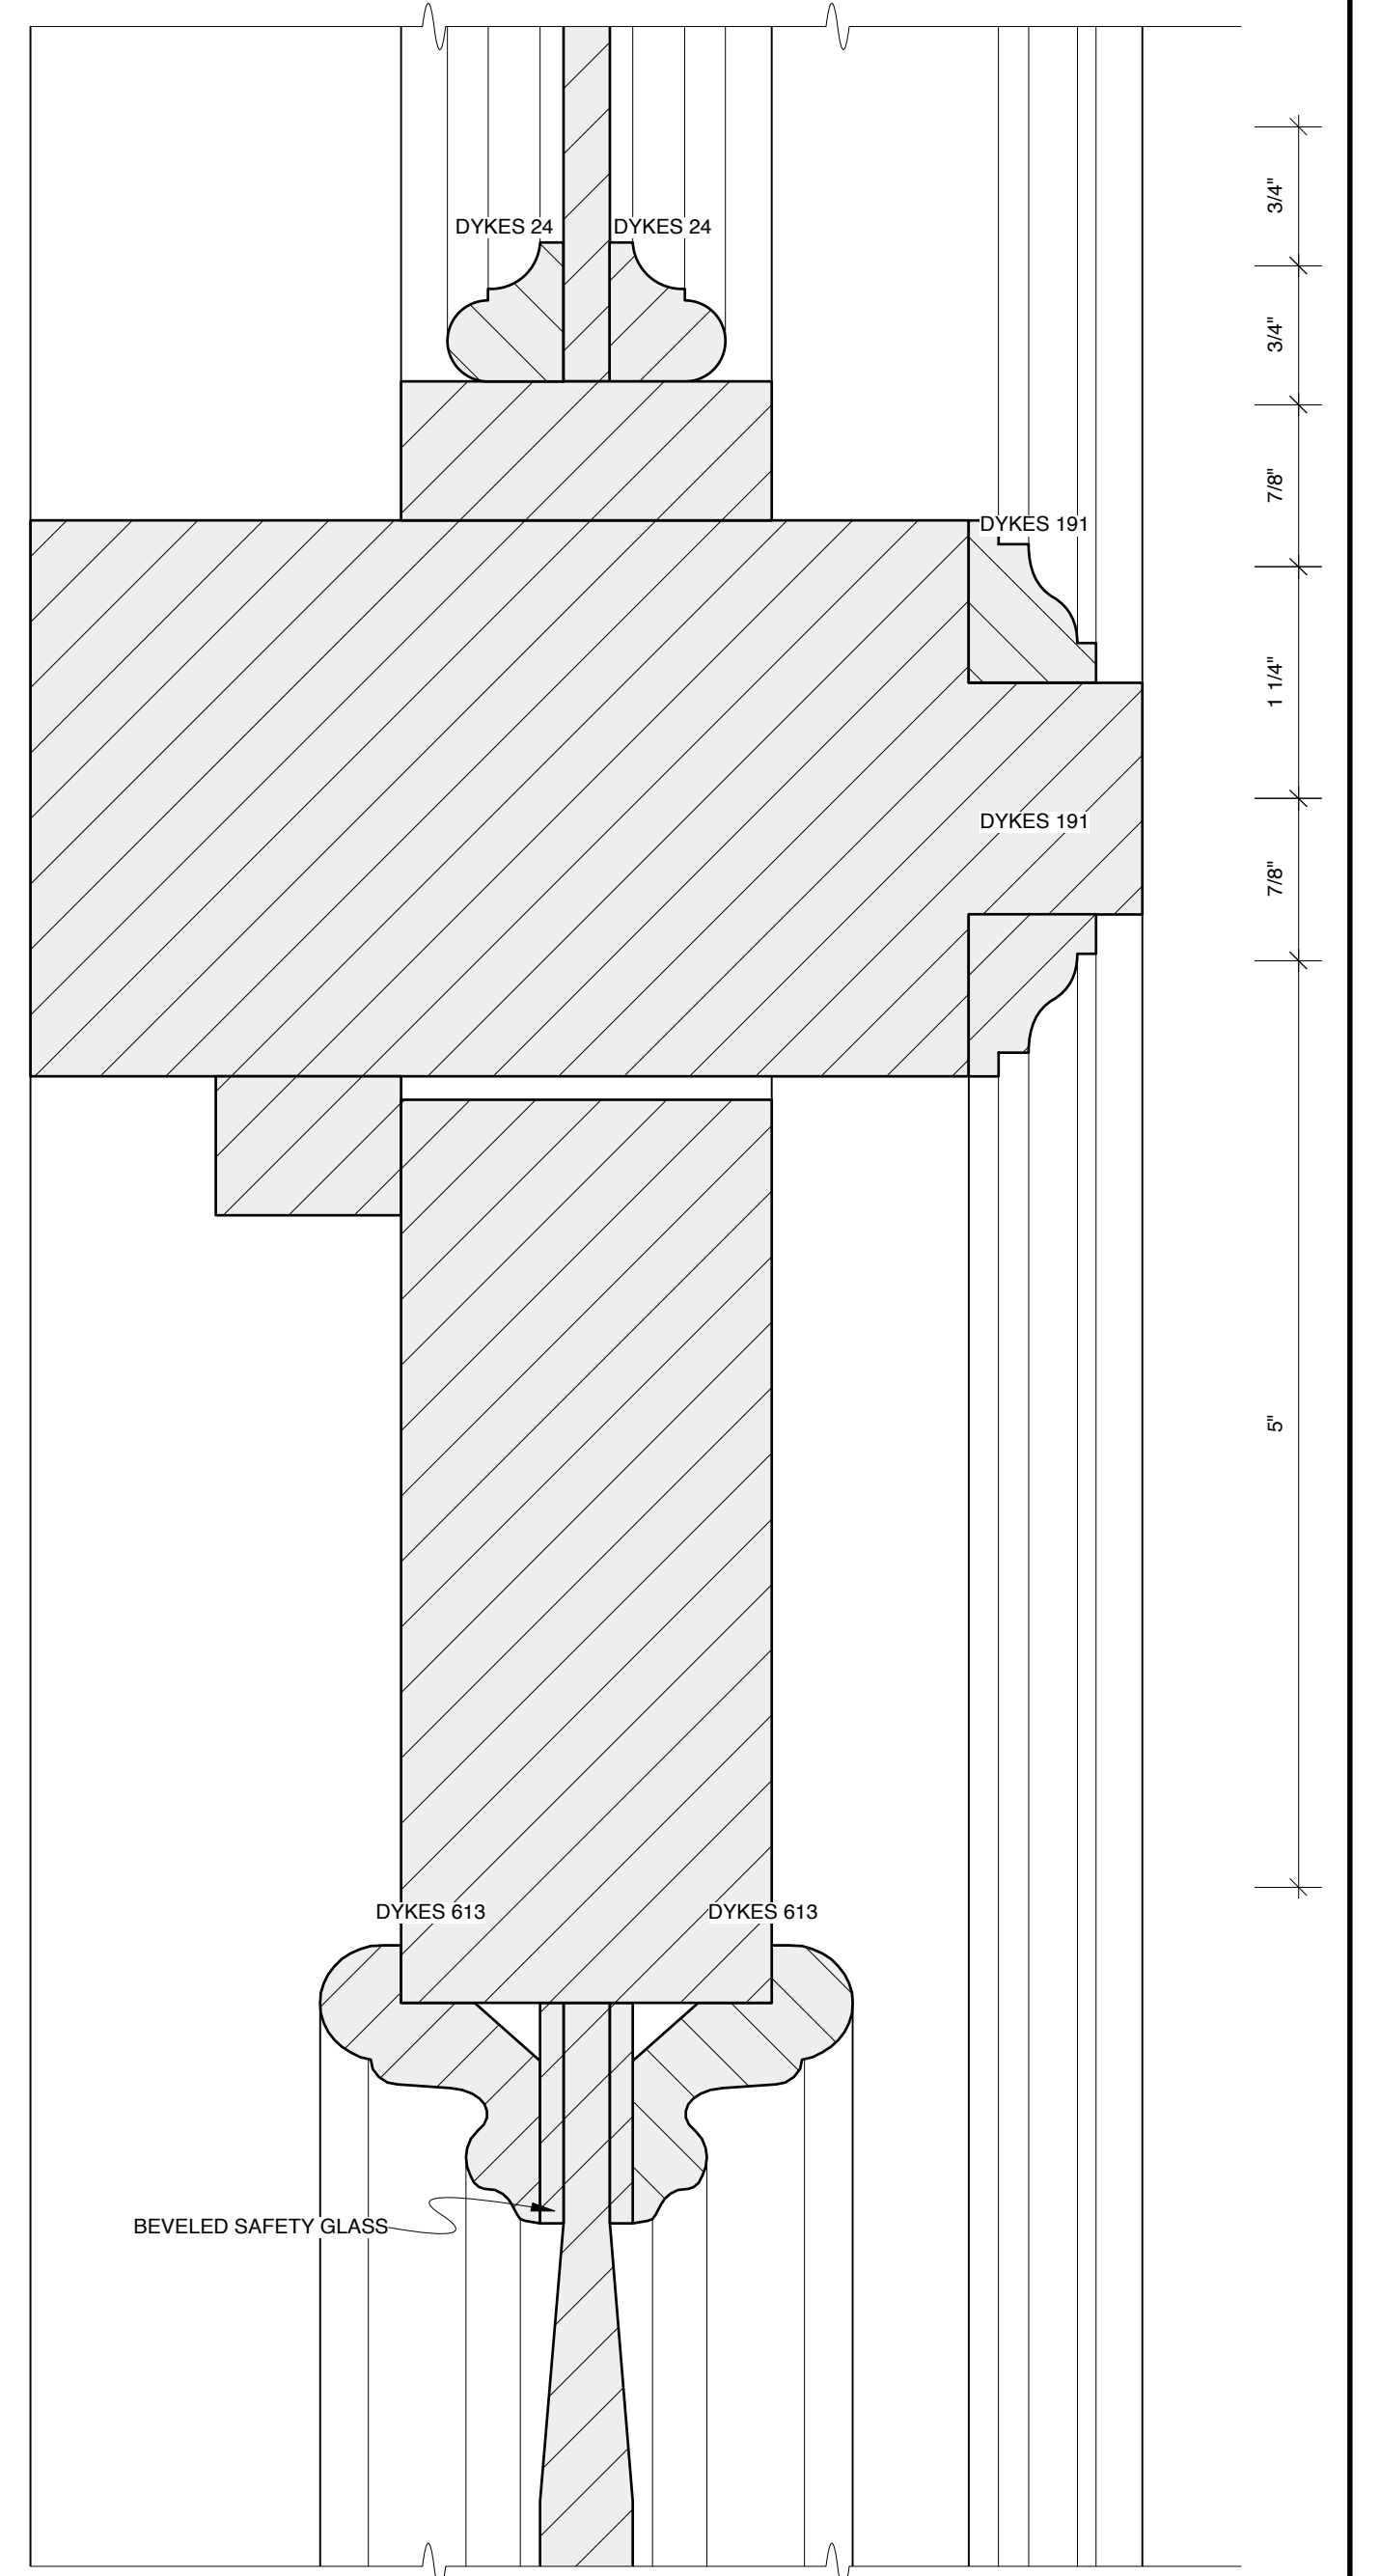 DYKES 24 DYKES 24
3/4"
3/4"
7/8"
DYKES 191
1 1/4"
DYKES 191
7/8"
5"
DYKES 613 DYKES 613
BEVELED SAFETY GLASS